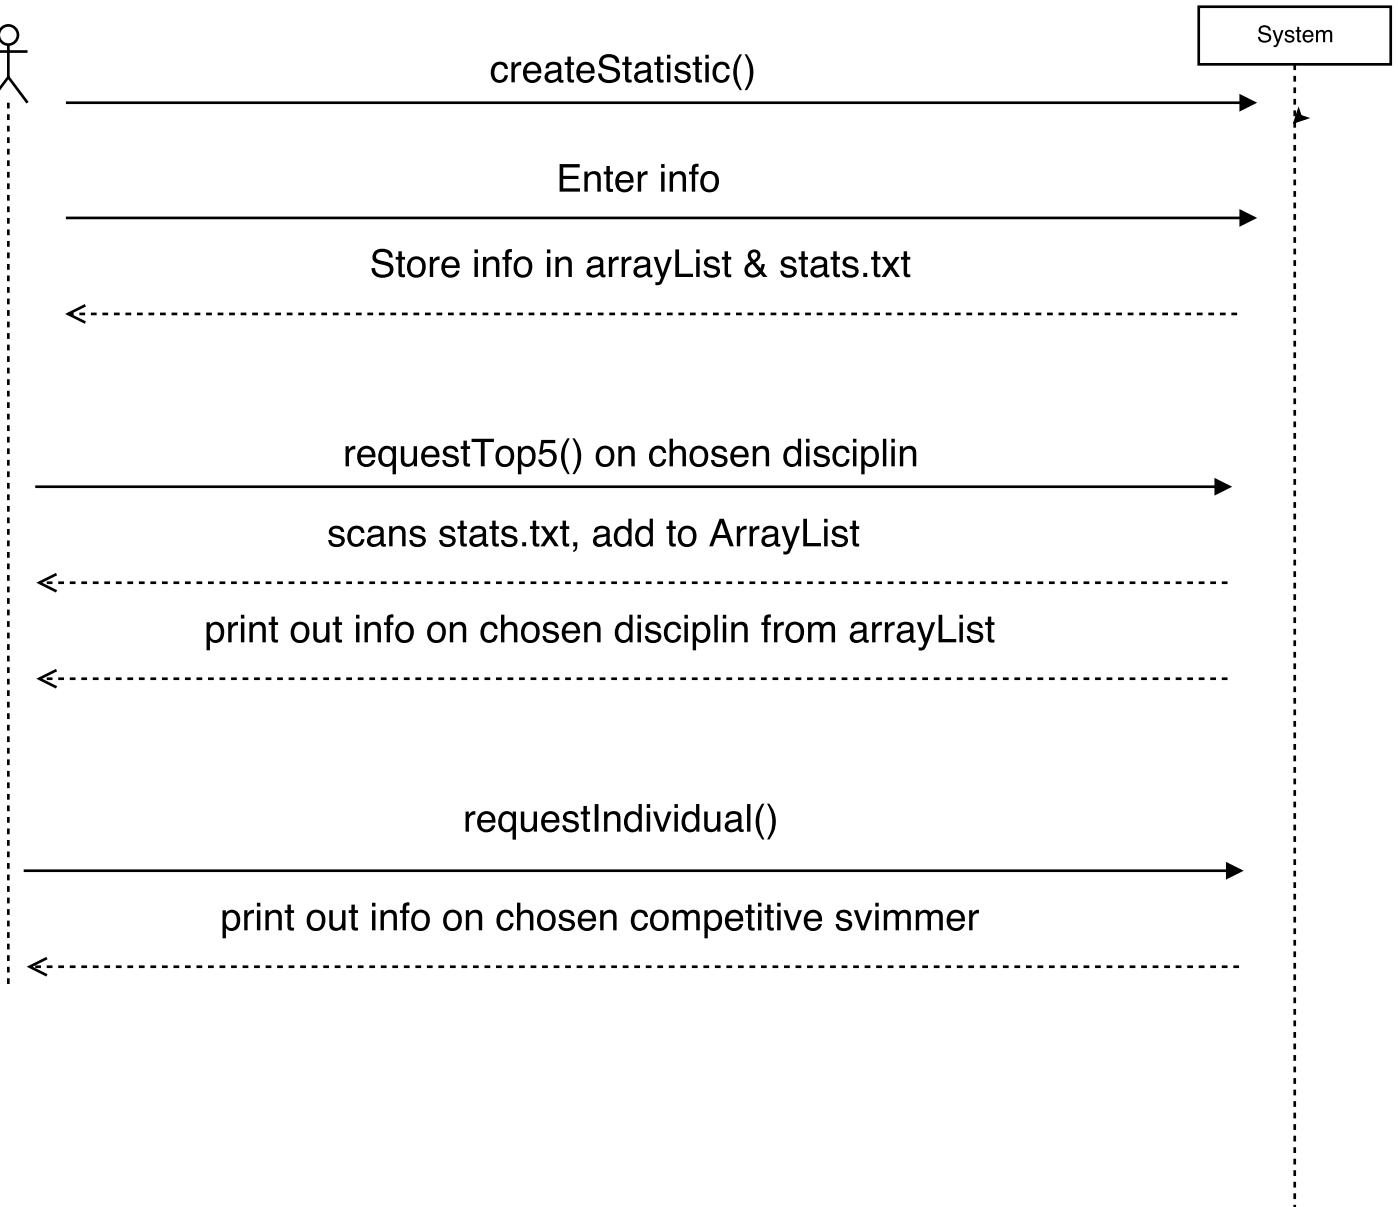 System
createStatistic()
Enter info
Store info in arrayList & stats.txt
requestTop5() on chosen disciplin
scans stats.txt, add to ArrayList
print out info on chosen disciplin from arrayList
requestIndividual()
print out info on chosen competitive svimmer